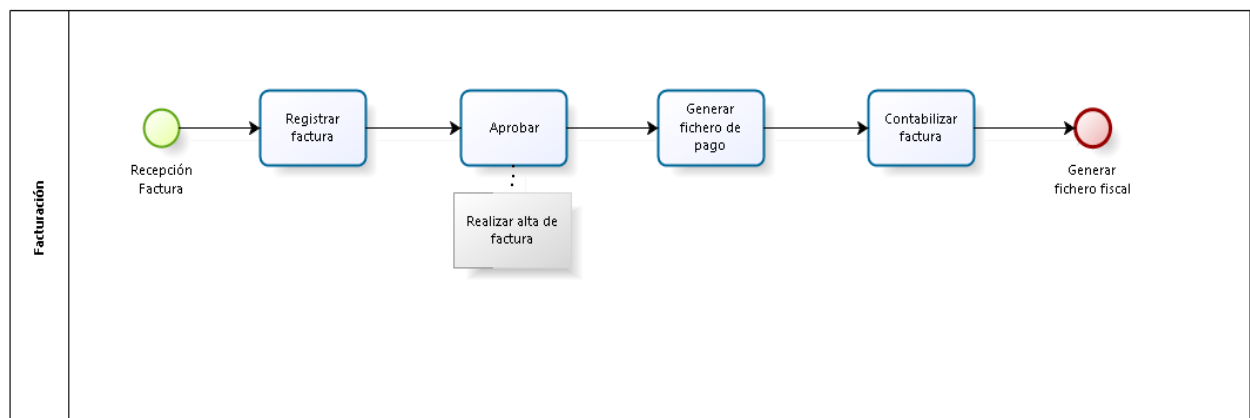 Facturación
Recepción
Factura
Registrar
factura
Aprobar
Realizar alta de
factura
Generar
fichero de
pago
Contabilizar
factura
Generar
fichero fiscal